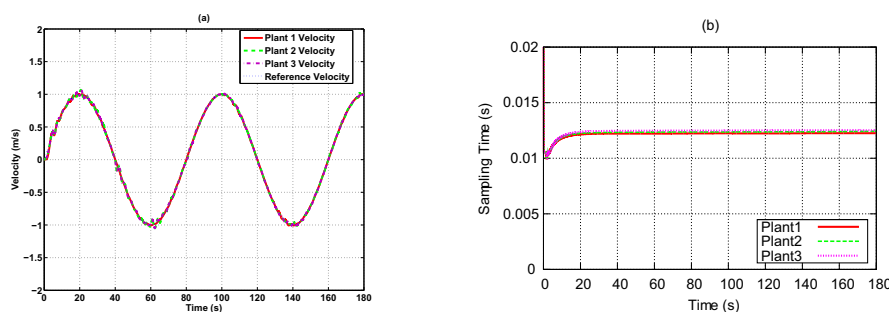 (a)
2
1.5
1
0.5
0
−0.5
−1
−1.5
−2
0 20 40 60 80 100 120 140 160 180
Velocity (m/s)
Time (s)
Plant 1 Velocity
Plant 2 Velocity
Plant 3 Velocity
Reference Velocity
(b)
0.02
0.015
0.01
0.005
0
0 20 40 60 80 100 120 140 160 180
Sampling Time (s)
Time (s)
Plant1
Plant2
Plant3